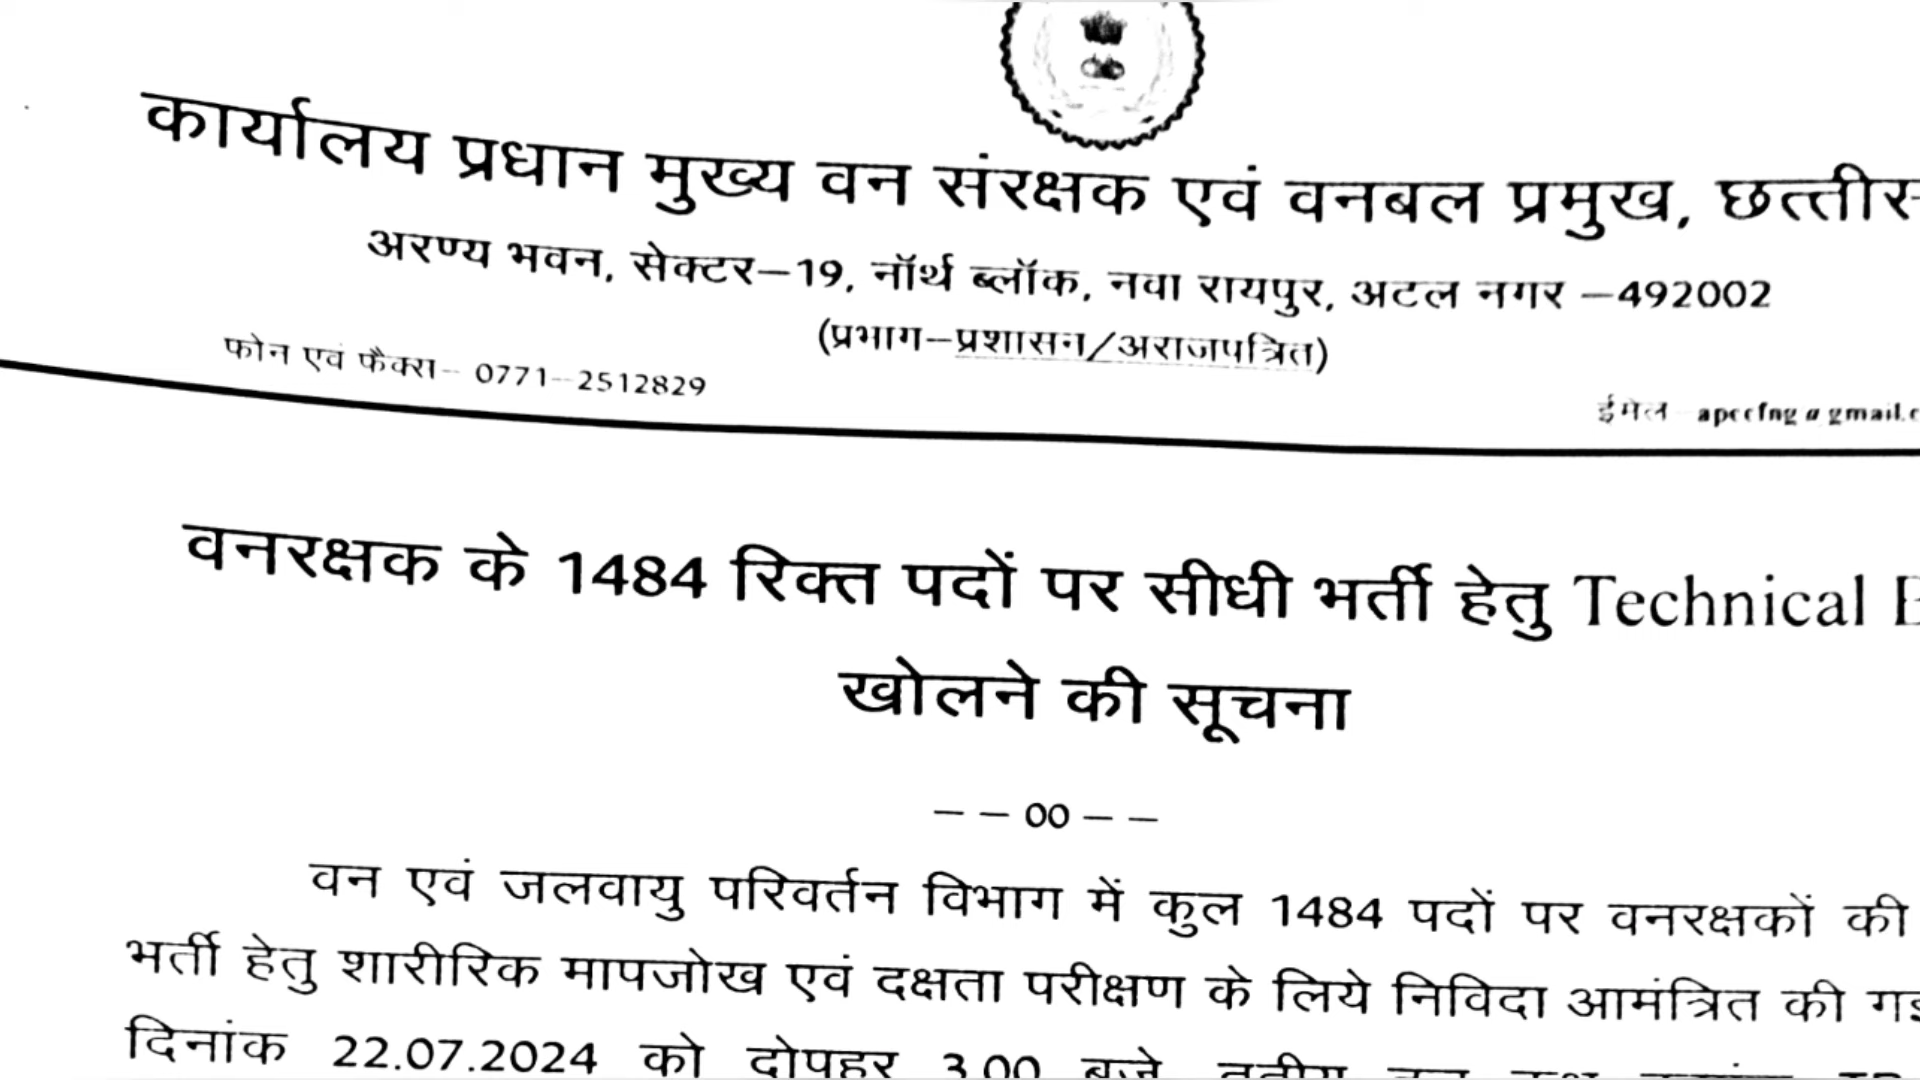 कार्यालय प्रधान मुख्य वन संरक्षक एवं वनबल प्रमुख, छत्तीस
अरण्य भवन, सेक्टर–19, नॉर्थ ब्लॉक, नवा रायपुर, अटल नगर –492002
(प्रभाग–प्रशासन/अराजपत्रित)
फोन एवं फैक्स– 0771–2512829
ईमेल apccfng@gmail.c
वनरक्षक के 1484 रिक्त पदों पर सीधी भर्ती हेतु Technical
खोलने की सूचना
– – 00 – –
वन एवं जलवायु परिवर्तन विभाग में कुल 1484 पदों पर वनरक्षकों की
भर्ती हेतु शारीरिक मापजोख एवं दक्षता परीक्षण के लिये निविदा आमंत्रित की गई
दिनांक 22.07.2024 को दोपहर 3.00 बजे